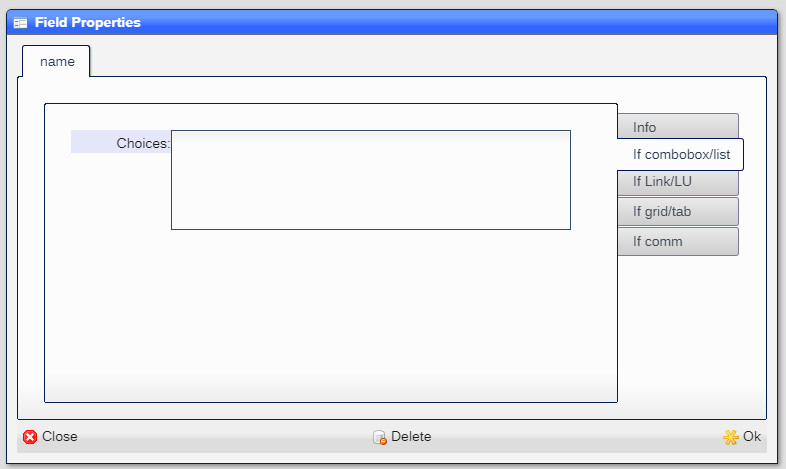 Field Properties
name
Choices:
Info
If combobox/list
If Link/LU
If grid/tab
If comm
Close
Delete
Ok